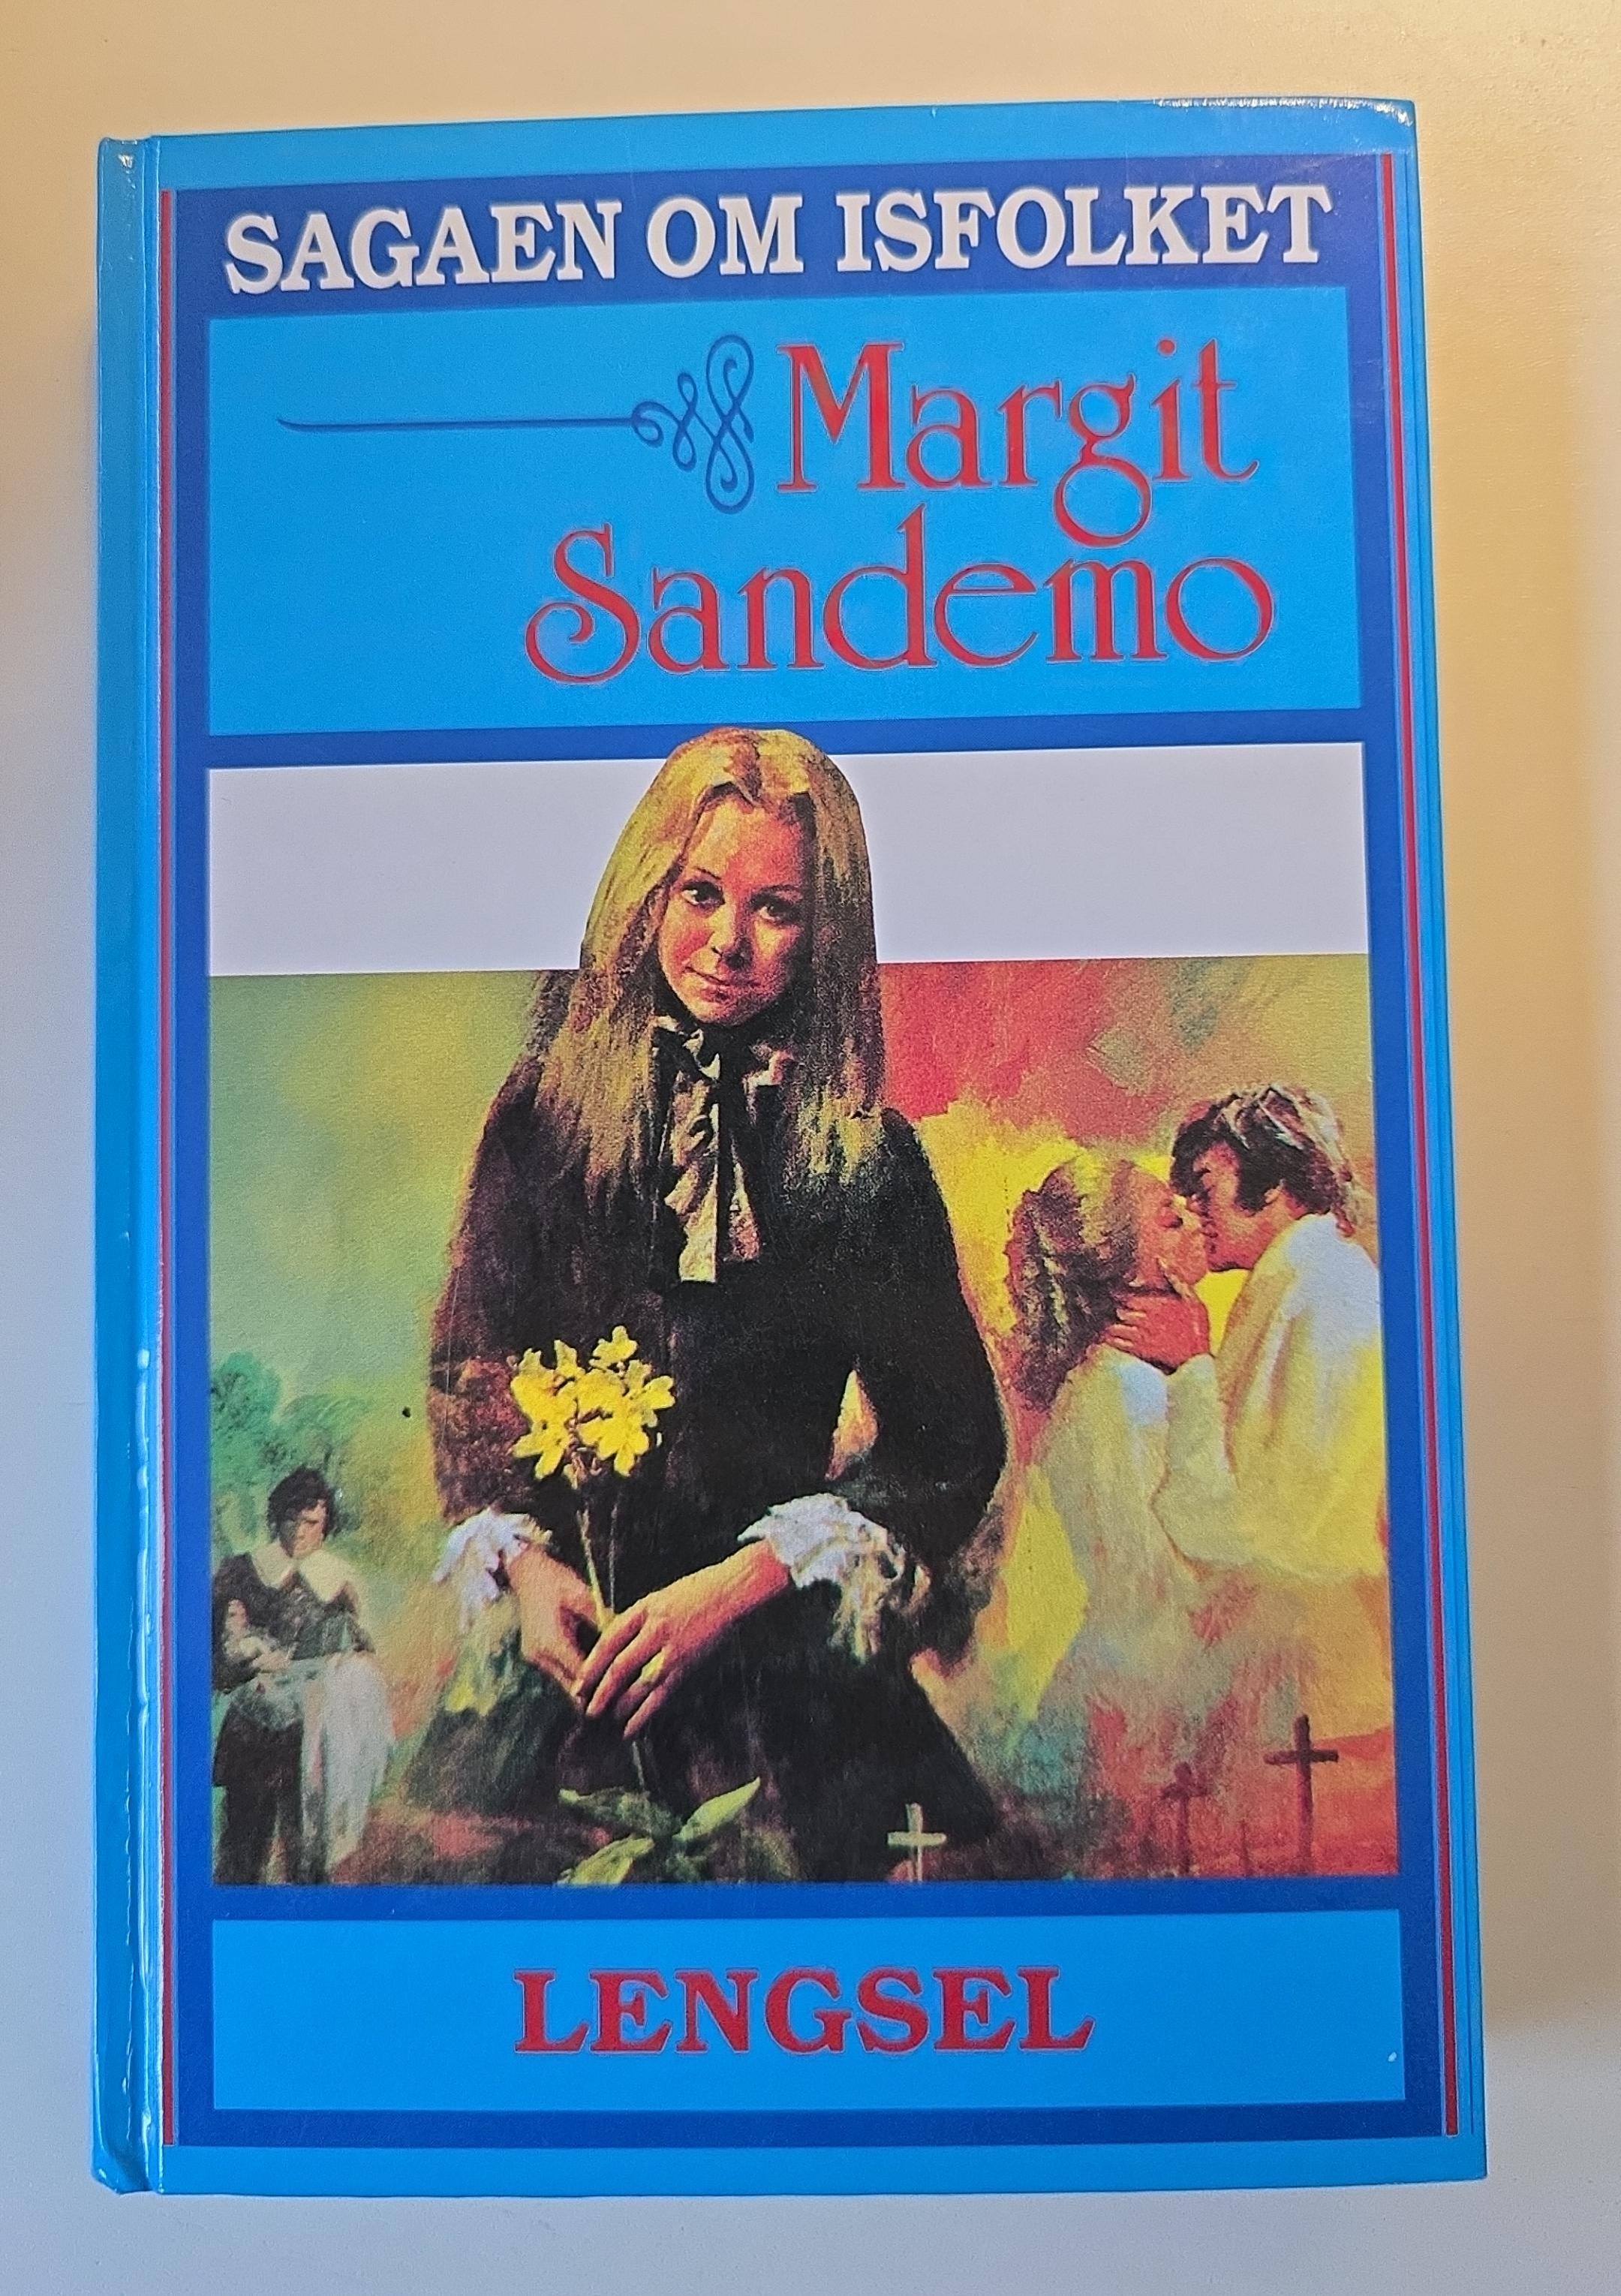 SAGAEN OM ISFOLKET
Margit
Sandemo
LENGSEL